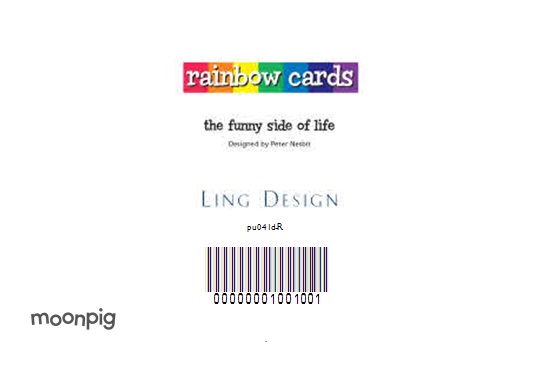 rainbow cards
the funny side of life
Designed by Peter Nesbit
LING DESIGN
pu041d-R
00000001001001
moonpig